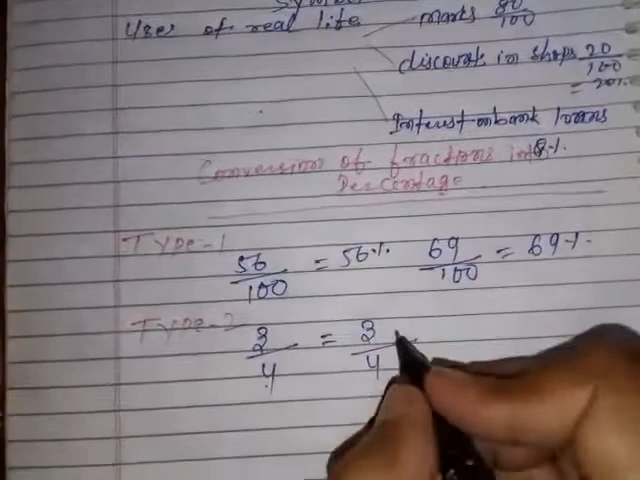 Uses of real life
marks 80/100
discount in shops 20/100
= 20%
Interest on bank loans
Conversion of fractions into %.
Percentage
Type-1
56/100 = 56%. 69/100 = 69%.
Type-2
3/4 = 3/4